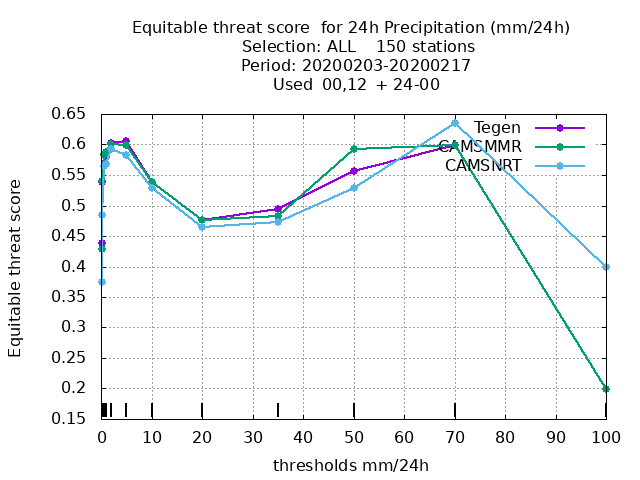 Equitable threat score for 24h Precipitation (mm/24h)
Selection: ALL 150 stations
Period: 20200203-20200217
Used 00,12 + 24-00
Equitable threat score
0.65
0.6
0.55
0.5
0.45
0.4
0.35
0.3
0.25
0.2
0.15
Tegen
CAMSMMR
CAMSNRT
0 10 20 30 40 50 60 70 80 90 100
thresholds mm/24h